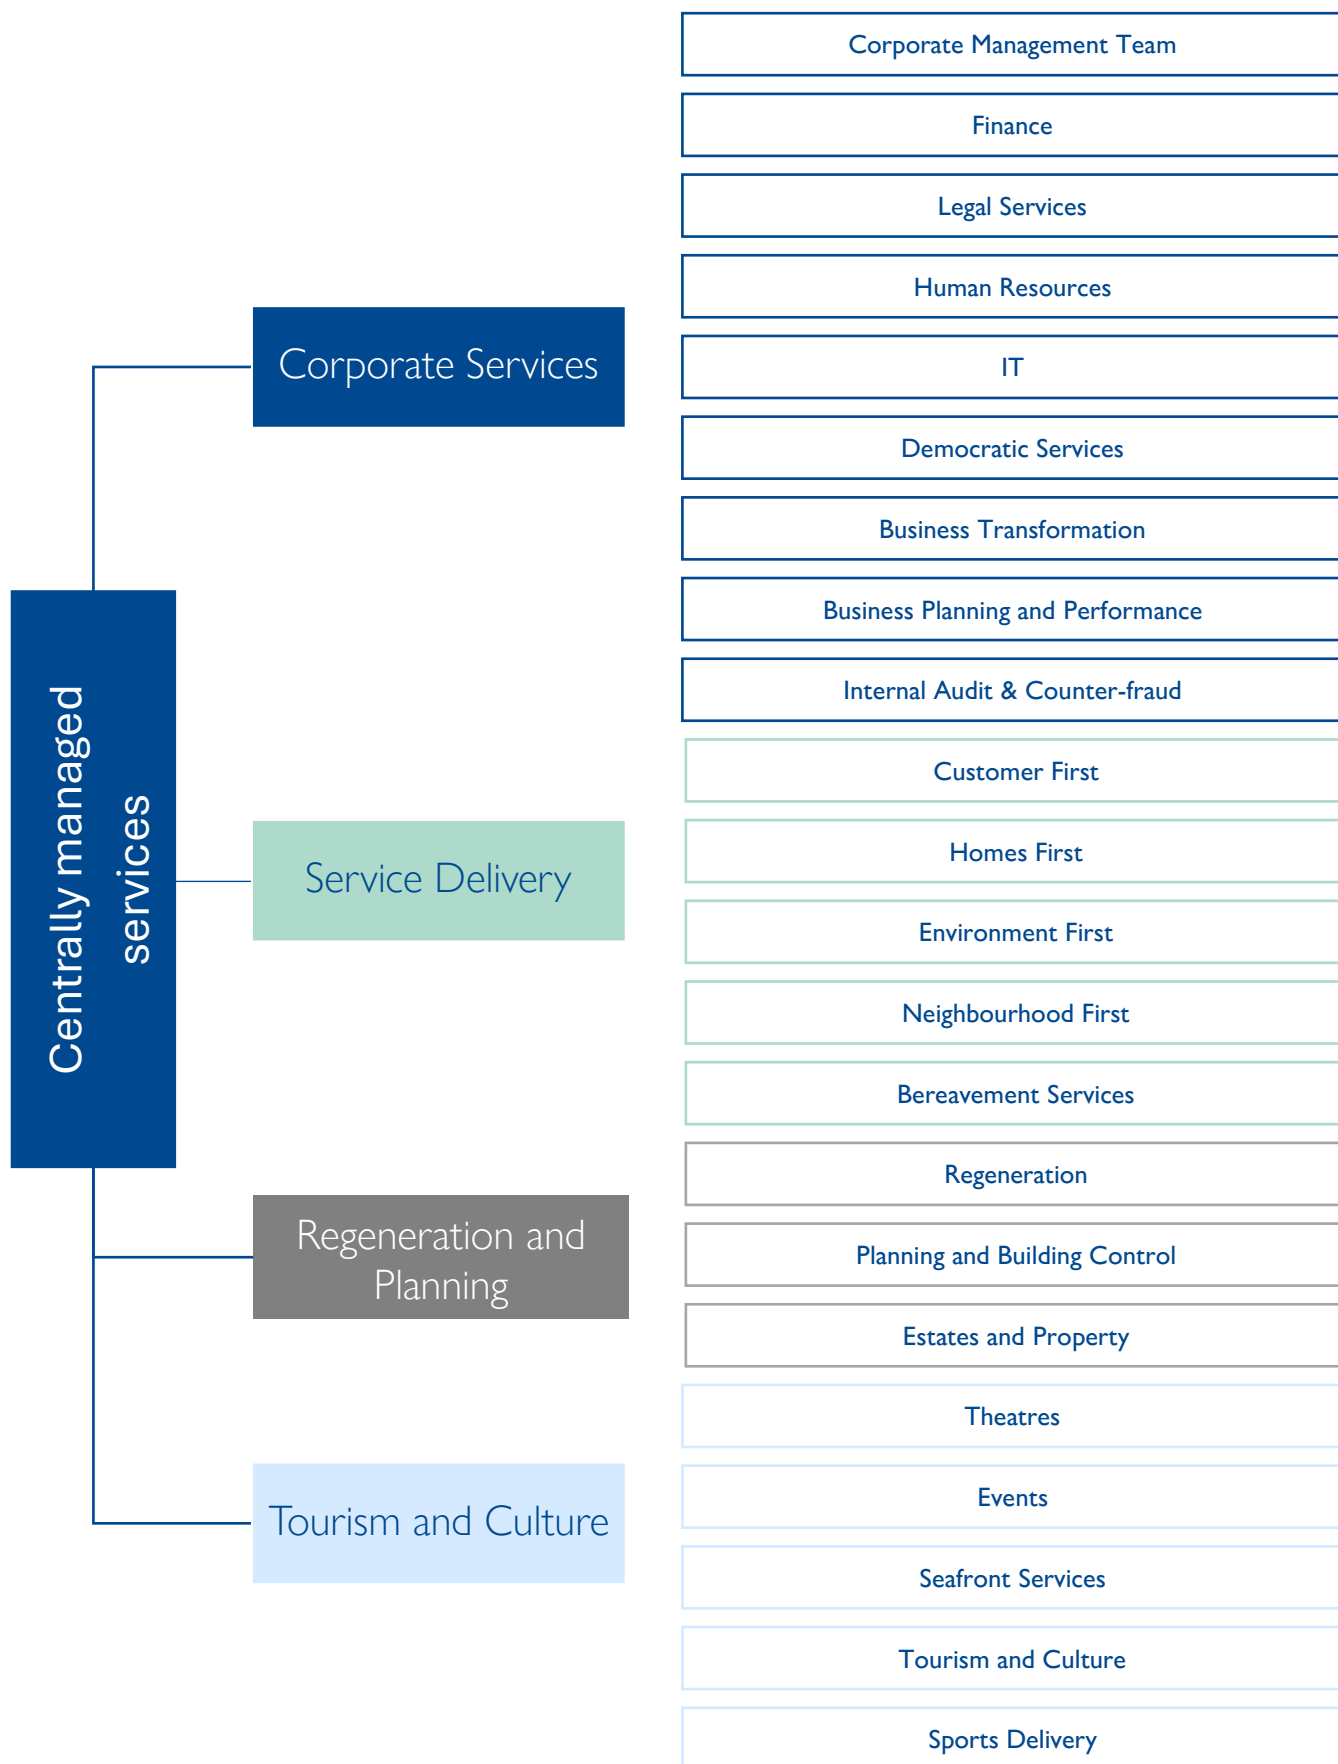 Centrally managed
services
Corporate Services
Corporate Management Team
Finance
Legal Services
Human Resources
IT
Democratic Services
Business Transformation
Business Planning and Performance
Internal Audit & Counter-fraud
Service Delivery
Customer First
Homes First
Environment First
Neighbourhood First
Bereavement Services
Regeneration and
Planning
Regeneration
Planning and Building Control
Estates and Property
Tourism and Culture
Theatres
Events
Seafront Services
Tourism and Culture
Sports Delivery